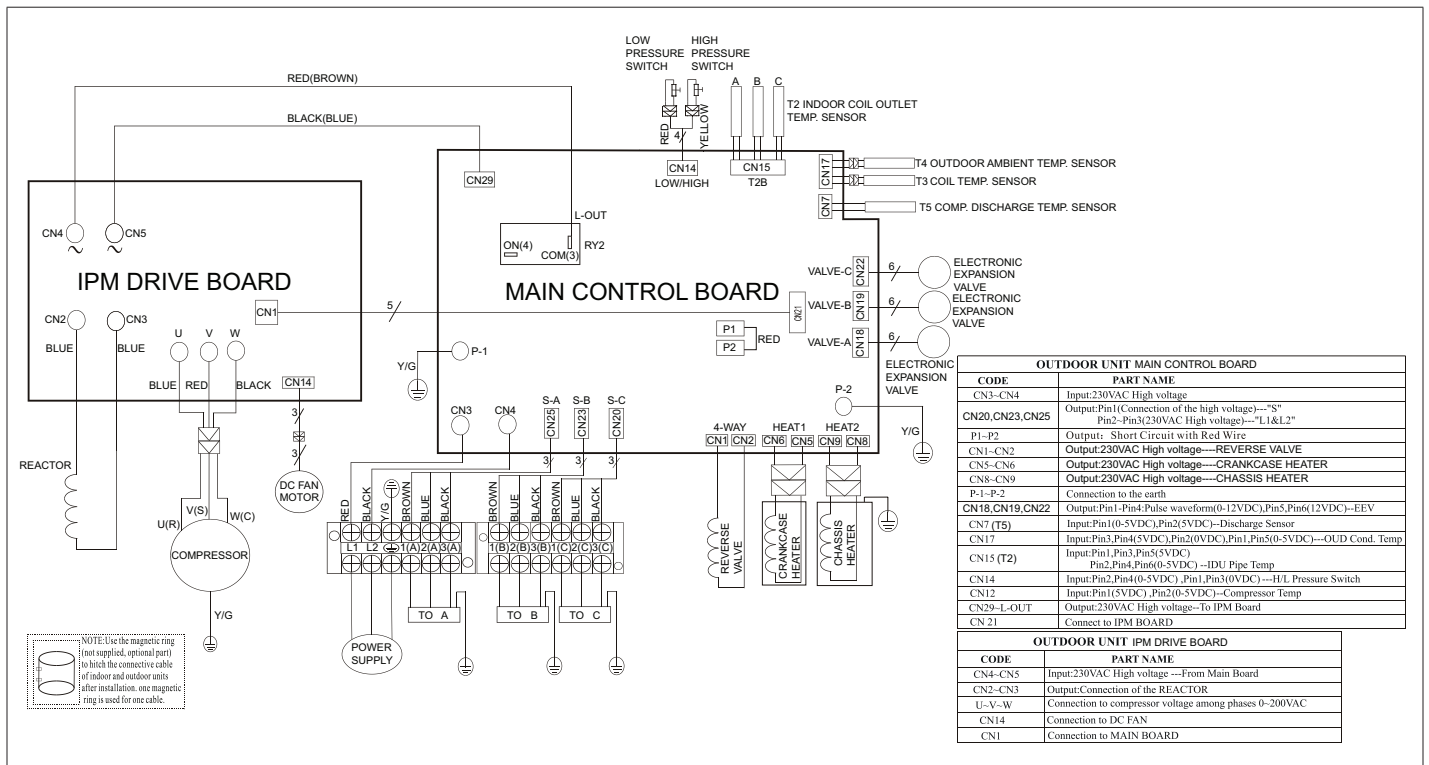 LOW
PRESSURE
SWITCH
HIGH
PRESSURE
SWITCH
A B C
T2 INDOOR COIL OUTLET
TEMP. SENSOR
RED(BROWN)
BLACK(BLUE)
RED
4
YELLOW
CN14
LOW/HIGH
CN15
T2B
CN17
T4 OUTDOOR AMBIENT TEMP. SENSOR
T3 COIL TEMP. SENSOR
CN7
T5 COMP. DISCHARGE TEMP. SENSOR
CN29
L-OUT
ON(4)
COM(3)
RY2
CN4
CN5
IPM DRIVE BOARD
CN1
5
MAIN CONTROL BOARD
CN21
VALVE-C
CN22
6
ELECTRONIC
EXPANSION
VALVE
VALVE-B
CN19
6
ELECTRONIC
EXPANSION
VALVE
VALVE-A
CN18
6
ELECTRONIC
EXPANSION
VALVE
P1
P2
RED
CN2
CN3
BLUE
BLUE
U V W
BLUE
RED
BLACK
CN14
3
3
DC FAN
MOTOR
REACTOR
U(R)
V(S)
W(C)
COMPRESSOR
Y/G
P-1
Y/G
P-2
Y/G
CN3
CN4
S-A
CN25
S-B
CN23
S-C
CN20
3
3
3
4-WAY
CN1 CN2
HEAT1
CN6 CN5
HEAT2
CN9 CN8
REVERSE
VALVE
CRANKCASE
HEATER
CHASSIS
HEATER
RED
BLACK
Y/G
BROWN
BLUE
BLACK
BROWN
BLUE
BLACK
BROWN
BLUE
BLACK
L1 L2 1(A) 2(A) 3(A)
1(B) 2(B) 3(B) 1(C) 2(C) 3(C)
TO A
TO B
TO C
POWER
SUPPLY
NOTE:Use the magnetic ring
(not supplied, optional part)
to hitch the connective cable
of indoor and outdoor units
after installation. one magnetic
ring is used for one cable.
OUTDOOR UNIT MAIN CONTROL BOARD
CODE PART NAME
CN3~CN4 Input:230VAC High voltage
CN20,CN23,CN25 Output:Pin1(Connection of the high voltage)---"S"
Pin2~Pin3(230VAC High voltage)---"L1&L2"
P1~P2 Output: Short Circuit with Red Wire
CN1~CN2 Output:230VAC High voltage----REVERSE VALVE
CN5~CN6 Output:230VAC High voltage----CRANKCASE HEATER
CN8~CN9 Output:230VAC High voltage----CHASSIS HEATER
P-1~P-2 Connection to the earth
CN18,CN19,CN22 Output:Pin1-Pin4:Pulse waveform(0-12VDC),Pin5,Pin6(12VDC)--EEV
CN7 (T5) Input:Pin1(0-5VDC),Pin2(5VDC)--Discharge Sensor
CN17 Input:Pin3,Pin4(5VDC),Pin2(0VDC),Pin1,Pin5(0-5VDC)---OUD Cond. Temp
CN15 (T2) Input:Pin1,Pin3,Pin5(5VDC)
Pin2,Pin4,Pin6(0-5VDC) --IDU Pipe Temp
CN14 Input:Pin2,Pin4(0-5VDC) ,Pin1,Pin3(0VDC) ---H/L Pressure Switch
CN12 Input:Pin1(5VDC) ,Pin2(0-5VDC)--Compressor Temp
CN29~L-OUT Output:230VAC High voltage--To IPM Board
CN 21 Connect to IPM BOARD
OUTDOOR UNIT IPM DRIVE BOARD
CODE PART NAME
CN4~CN5 Input:230VAC High voltage ---From Main Board
CN2~CN3 Output:Connection of the REACTOR
U~V~W Connection to compressor voltage among phases 0~200VAC
CN14 Connection to DC FAN
CN1 Connection to MAIN BOARD